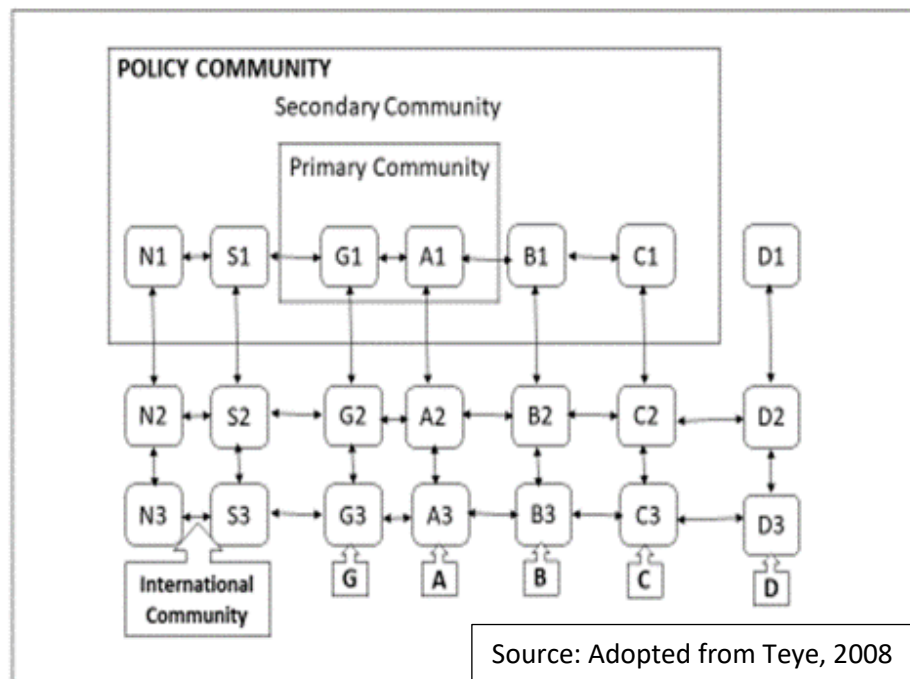 POLICY COMMUNITY
Secondary Community
Primary Community
N1 S1 G1 A1 B1 C1 D1
N2 S2 G2 A2 B2 C2 D2
N3 S3 G3 A3 B3 C3 D3
International
Community
G A B C D
Source: Adopted from Teye, 2008